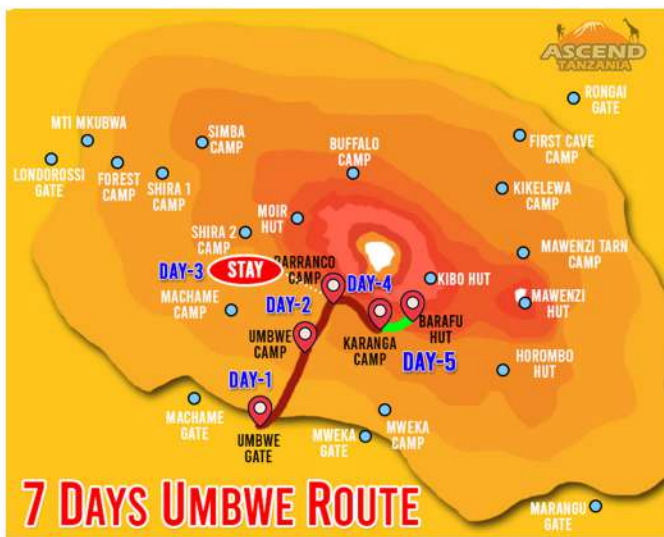 ASCEND
TANZANIA
RONGAI
GATE
MTI MKUBWA
SIMBA
CAMP
BUFFALO
CAMP
FIRST CAVE
CAMP
LONDOROSSI
GATE
FOREST
CAMP
SHIRA 1
CAMP
KIKELEWA
CAMP
MOIR
HUT
SHIRA 2
CAMP
MAWENZI TARN
CAMP
DAY-3
STAY
BARRANCO
CAMP
DAY-4
KIBO HUT
MACHAME
CAMP
DAY-2
MAWENZI
HUT
BARAFU
HUT
UMBWE
CAMP
KARANGA
CAMP
DAY-5
HOROMBO
HUT
DAY-1
MACHAME
GATE
UMBWE
GATE
MWEKA
GATE
MWEKA
CAMP
MARANGU
GATE
7 DAYS UMBWE ROUTE